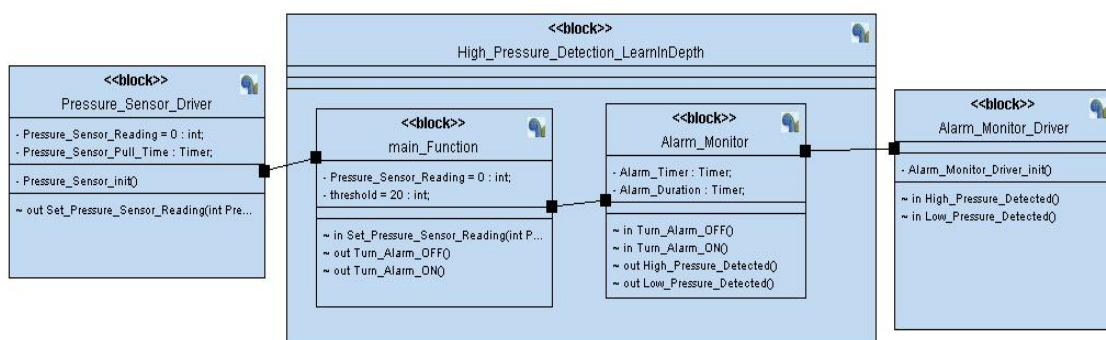 <<block>>
High_Pressure_Detection_LearnInDepth
<<block>>
Pressure_Sensor_Driver
- Pressure_Sensor_Reading = 0 : int;
- Pressure_Sensor_Pull_Time : Timer;
- Pressure_Sensor_init()
~ out Set_Pressure_Sensor_Reading(int Pre...
<<block>>
main_Function
- Pressure_Sensor_Reading = 0 : int;
- threshold = 20 : int;
~ in Set_Pressure_Sensor_Reading(int P...
~ out Turn_Alarm_OFF()
~ out Turn_Alarm_ON()
<<block>>
Alarm_Monitor
- Alarm_Timer : Timer;
- Alarm_Duration : Timer;
~ in Turn_Alarm_OFF()
~ in Turn_Alarm_ON()
~ out High_Pressure_Detected()
~ out Low_Pressure_Detected()
<<block>>
Alarm_Monitor_Driver
- Alarm_Monitor_Driver_init()
~ in High_Pressure_Detected()
~ in Low_Pressure_Detected()